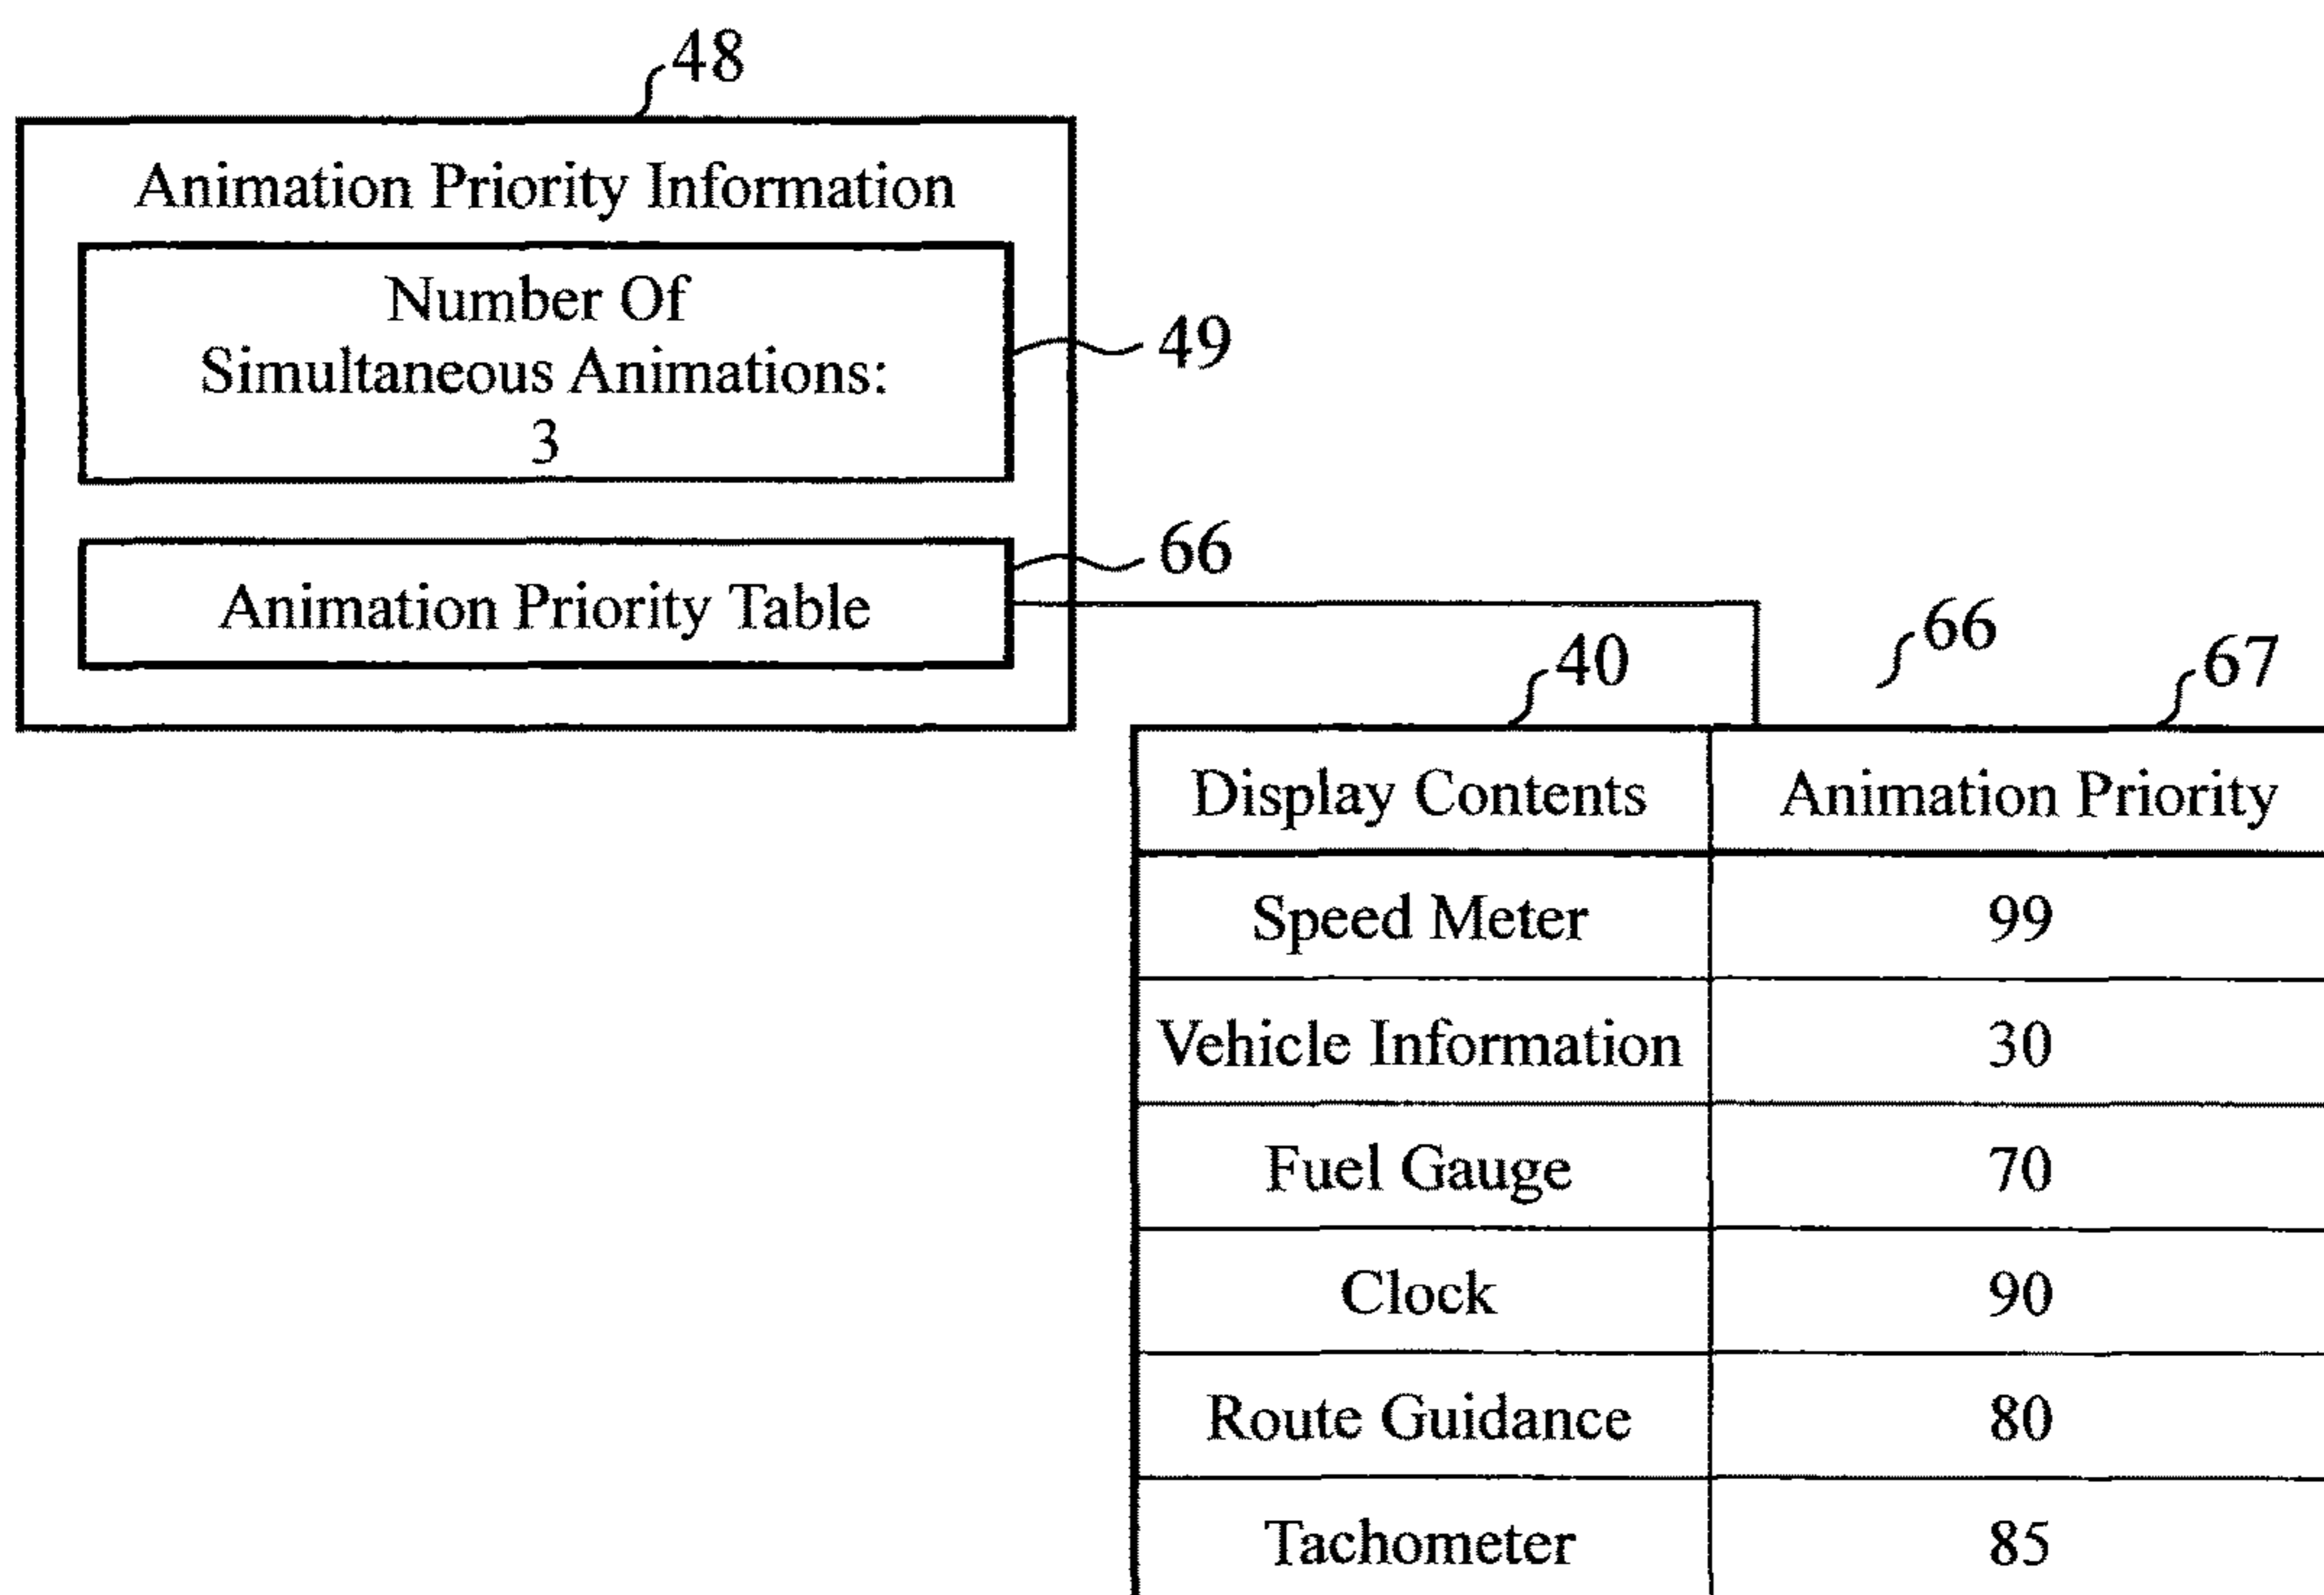 48
Animation Priority Information
Number Of
Simultaneous Animations:
3
49
Animation Priority Table
66
40
66
67
Display Contents Animation Priority
Speed Meter 99
Vehicle Information 30
Fuel Gauge 70
Clock 90
Route Guidance 80
Tachometer 85